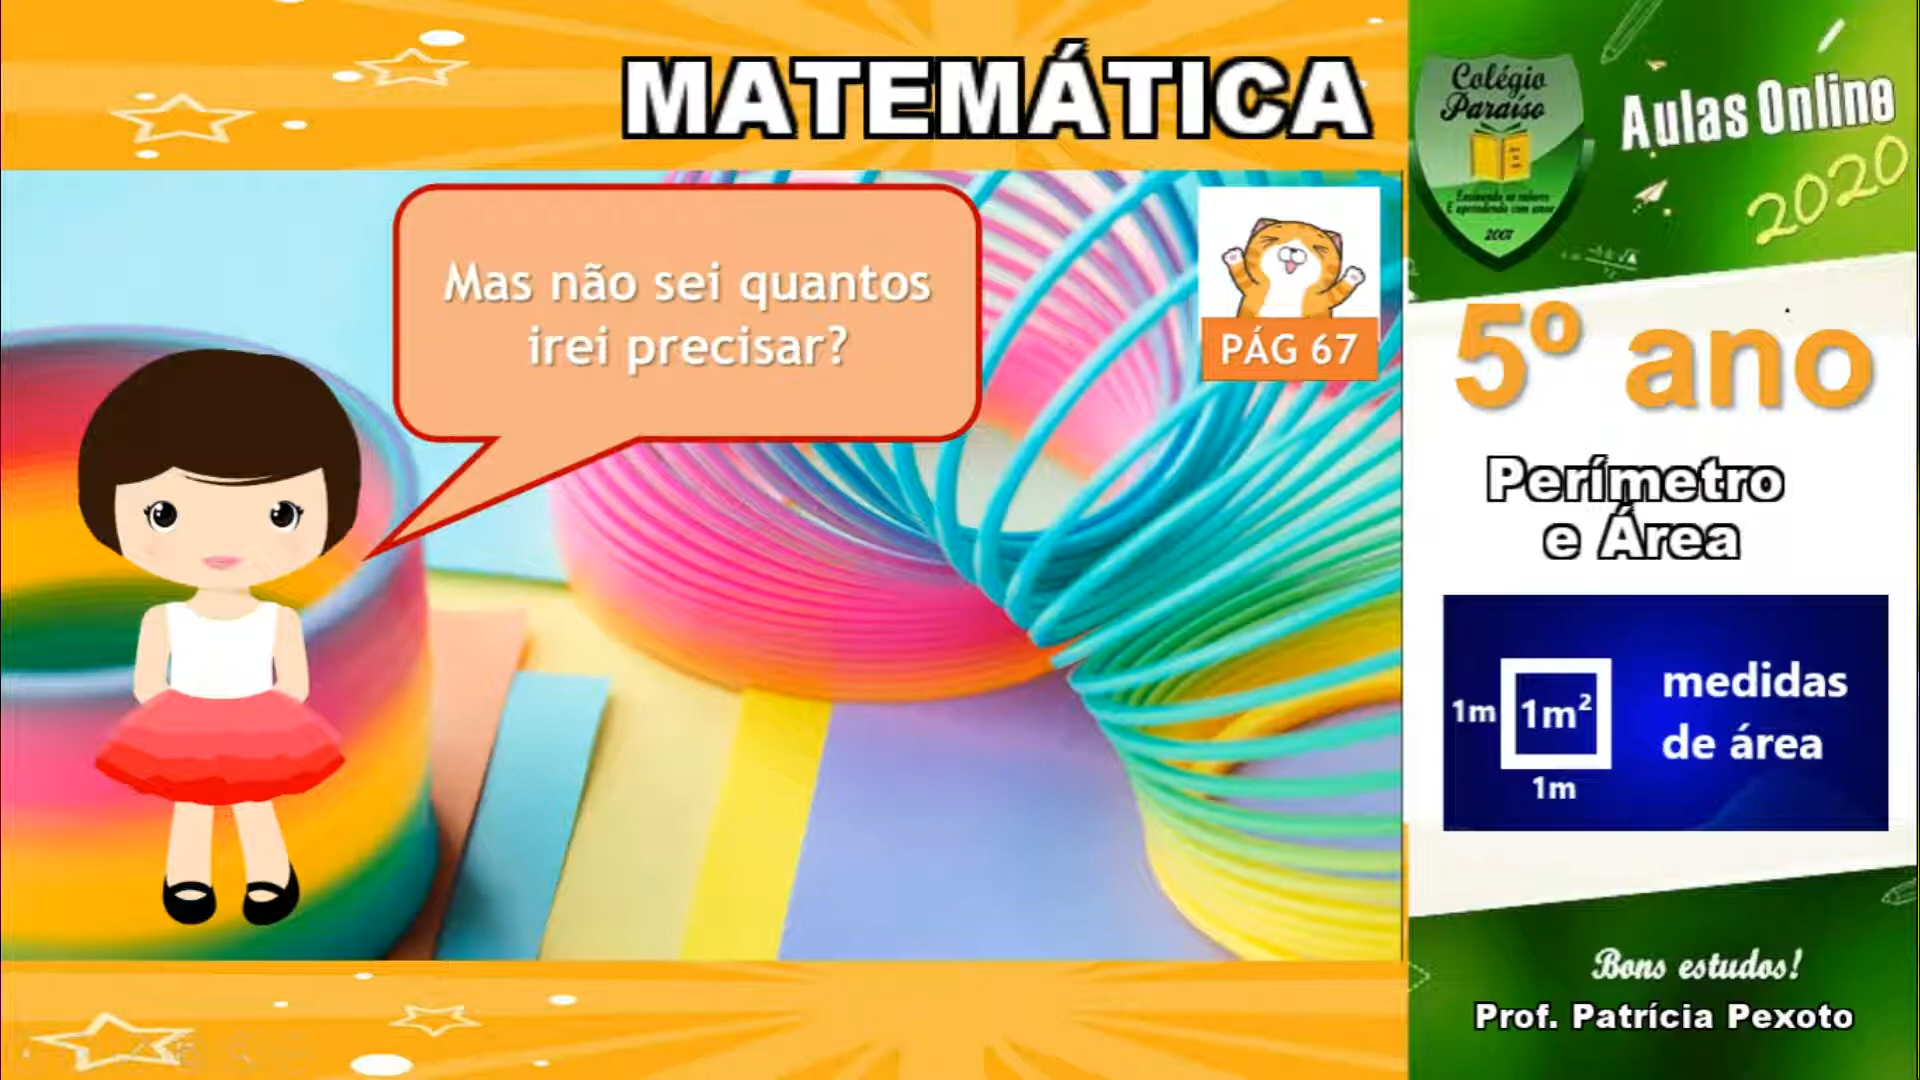 MATEMÁTICA
Mas não sei quantos
irei precisar?
PÁG 67
Colégio
Paraíso
2007
Aulas Online
2020
5º ano
Perímetro
e Área
1m
1m²
1m
medidas
de área
Bons estudos!
Prof. Patrícia Pexoto